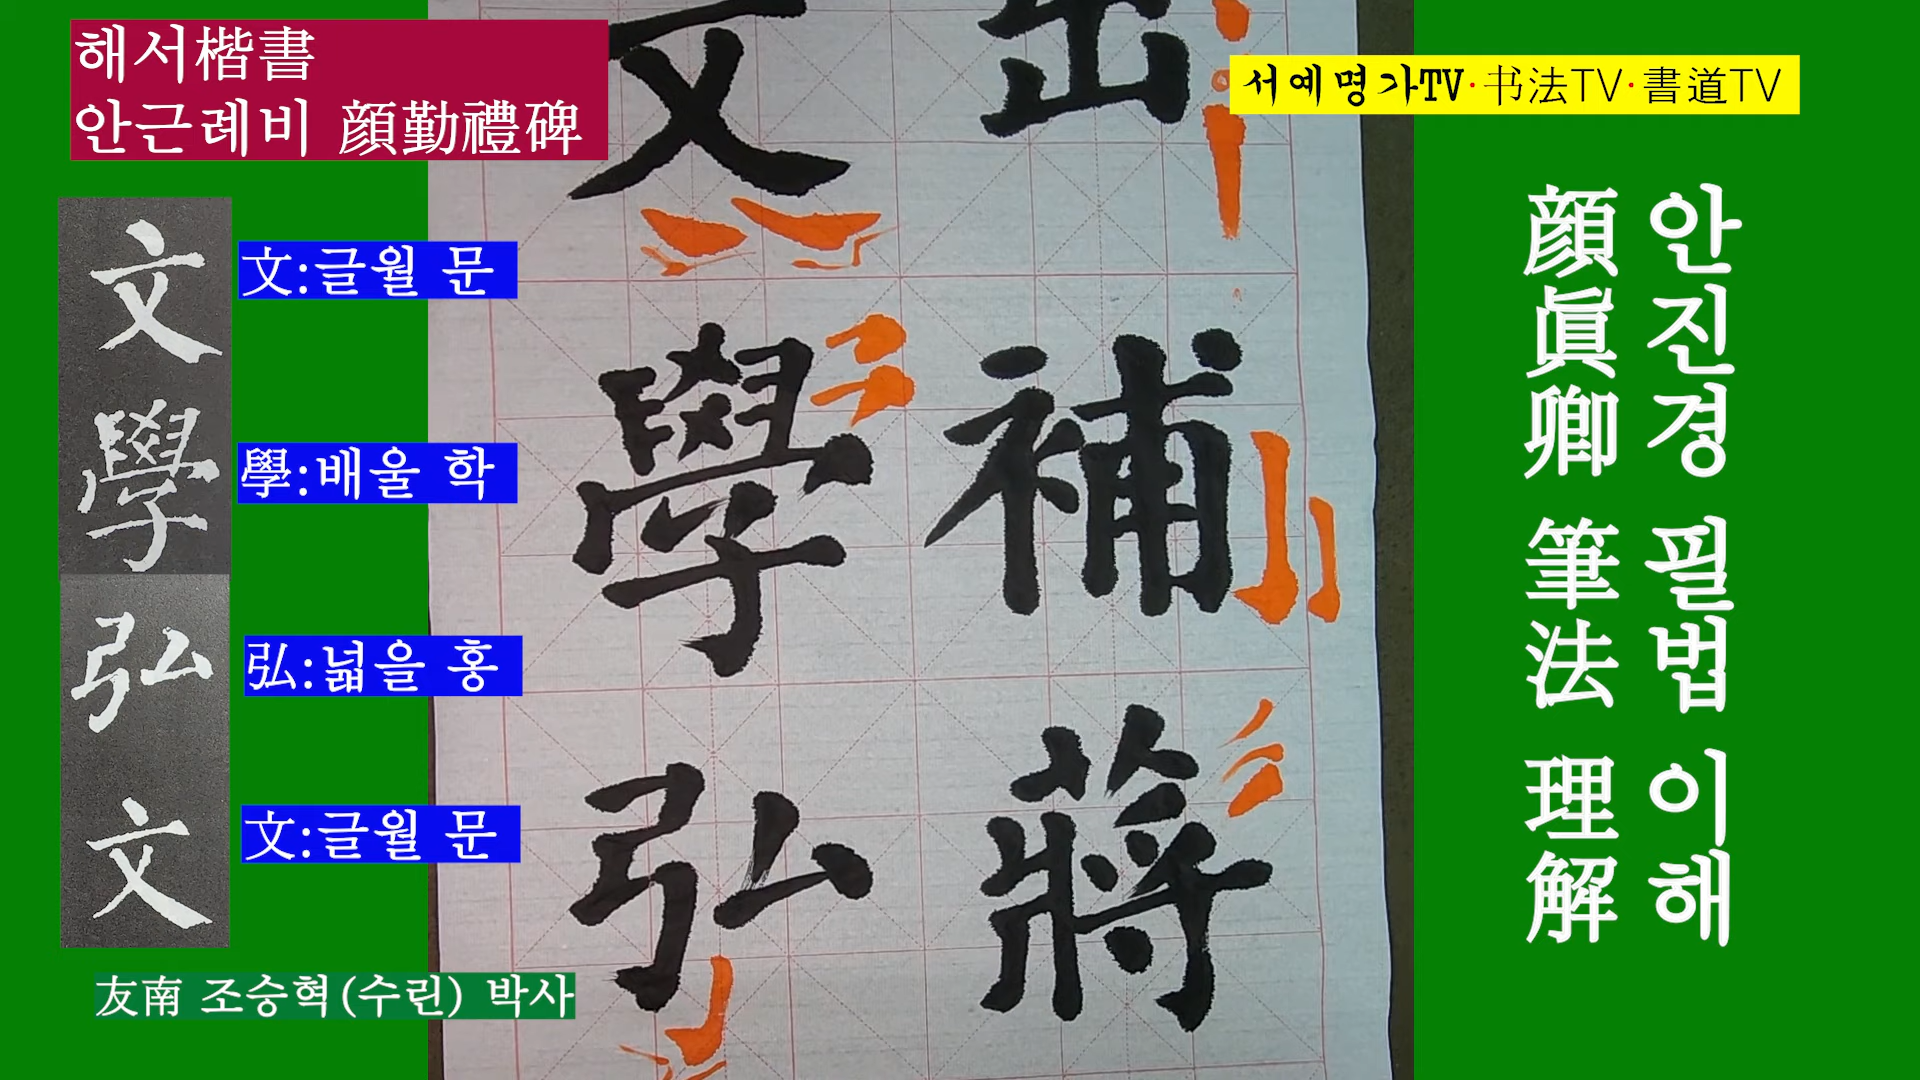 해서楷書
안근례비 顔勤禮碑
서예명가TV·书法TV·書道TV
文
學
弘
文
文:글월 문
學:배울 학
弘:넓을 홍
文:글월 문
友南 조승혁(수린) 박사
出
補
蔣
文
學
弘
안진경 필법 이해
顔眞卿 筆法 理解